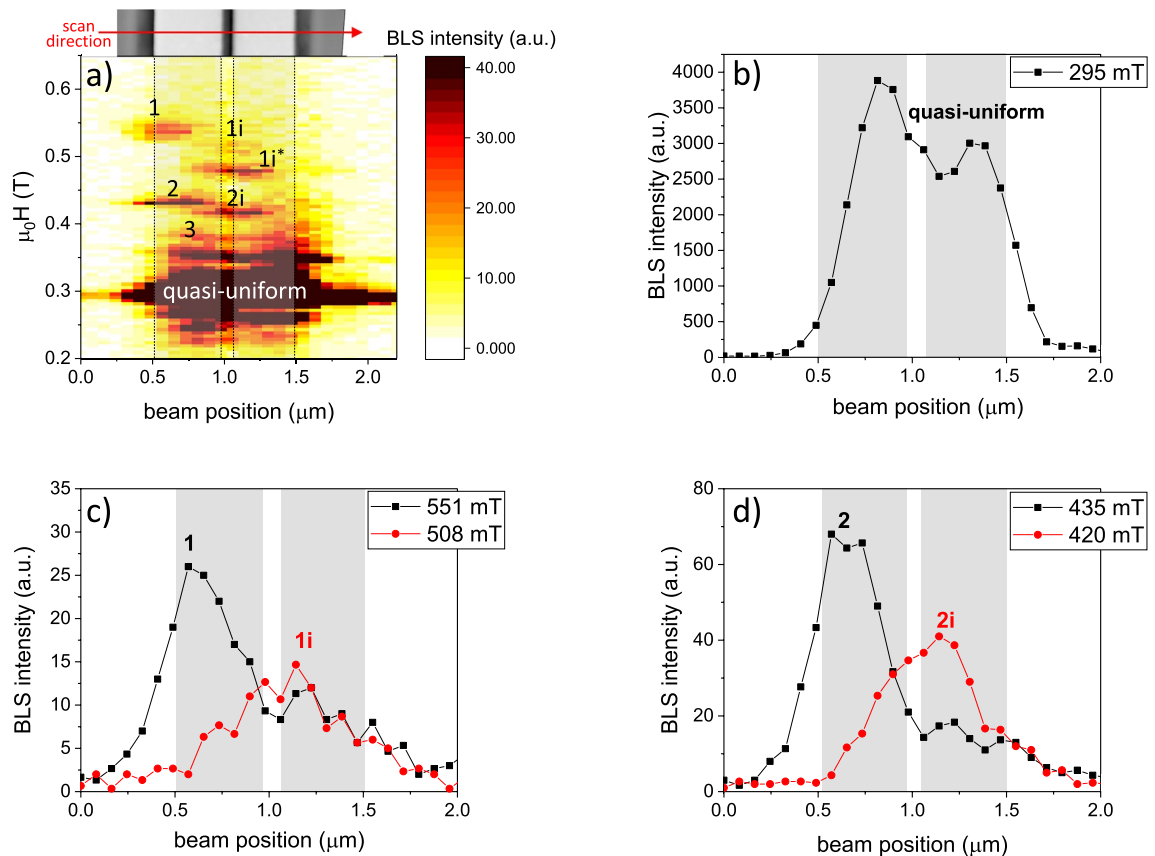 scan
direction
BLS intensity (a.u.)
a)
1
1i
1i*
2
2i
3
quasi-uniform
0.6
0.5
0.4
0.3
0.2
μ₀H (T)
0.0 0.5 1.0 1.5 2.0
beam position (μm)
40.00
30.00
20.00
10.00
0.000
b)
295 mT
quasi-uniform
4000
3500
3000
2500
2000
1500
1000
500
0
BLS intensity (a.u.)
0.0 0.5 1.0 1.5 2.0
beam position (μm)
c)
551 mT
508 mT
1
1i
35
30
25
20
15
10
5
0
BLS intensity (a.u.)
0.0 0.5 1.0 1.5 2.0
beam position (μm)
d)
435 mT
420 mT
2
2i
80
60
40
20
0
BLS intensity (a.u.)
0.0 0.5 1.0 1.5 2.0
beam position (μm)